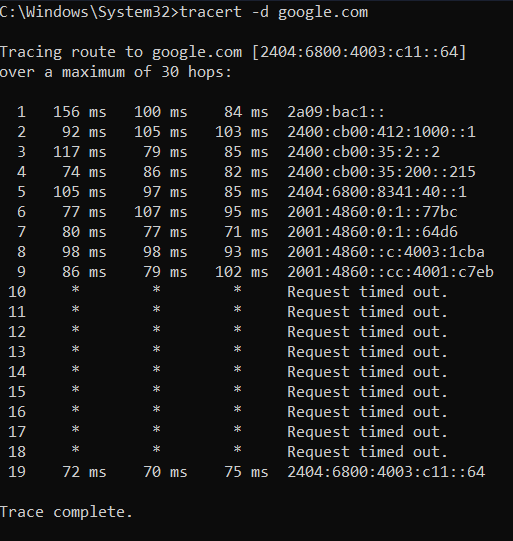 C:\Windows\System32>tracert -d google.com
Tracing route to google.com [2404:6800:4003:c11::64]
over a maximum of 30 hops:
1 156 ms 100 ms 84 ms 2a09:bac1::
2 92 ms 105 ms 103 ms 2400:cb00:412:1000::1
3 117 ms 79 ms 85 ms 2400:cb00:35:2::2
4 74 ms 86 ms 82 ms 2400:cb00:35:200::215
5 105 ms 97 ms 85 ms 2404:6800:8341:40::1
6 77 ms 107 ms 95 ms 2001:4860:0:1::77bc
7 80 ms 77 ms 71 ms 2001:4860:0:1::64d6
8 98 ms 98 ms 93 ms 2001:4860::c:4003:1cba
9 86 ms 79 ms 102 ms 2001:4860::cc:4001:c7eb
10 * * * Request timed out.
11 * * * Request timed out.
12 * * * Request timed out.
13 * * * Request timed out.
14 * * * Request timed out.
15 * * * Request timed out.
16 * * * Request timed out.
17 * * * Request timed out.
18 * * * Request timed out.
19 72 ms 70 ms 75 ms 2404:6800:4003:c11::64
Trace complete.